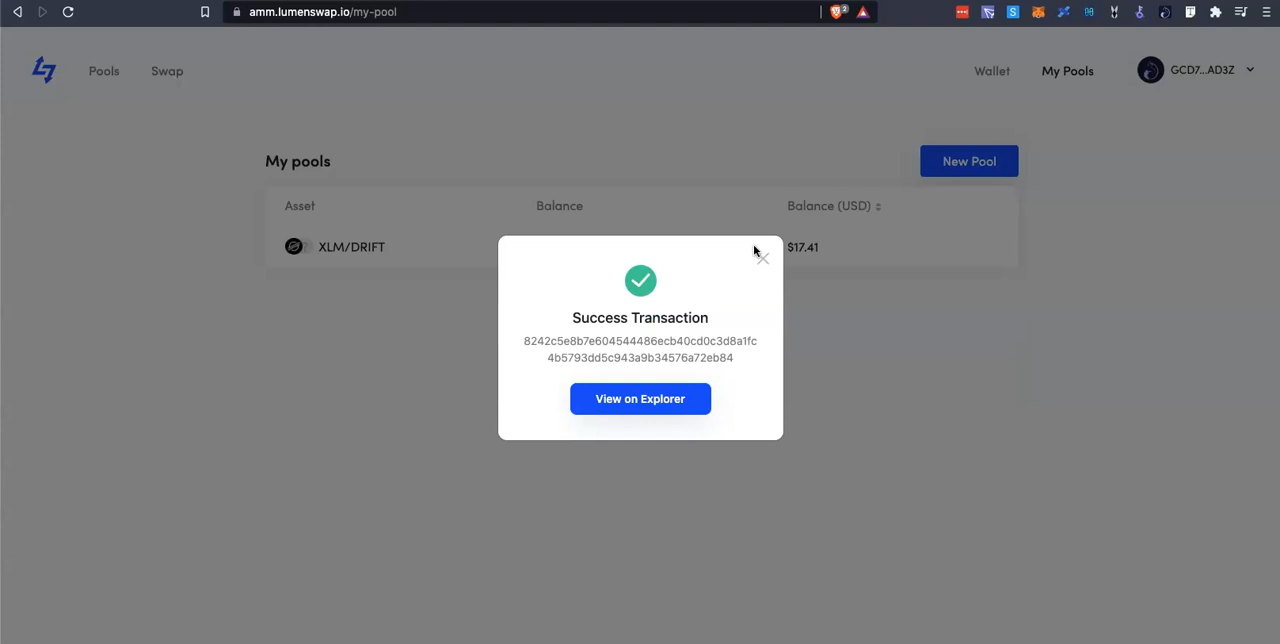 amm.lumenswap.io/my-pool
2
Pools
Swap
Wallet
My Pools
GCD7...AD3Z
My pools
New Pool
Asset
Balance
Balance (USD)
XLM/DRIFT
$17.41
Success Transaction
8242c5e8b7e604544486ecb40cd0c3d8a1fc
4b5793dd5c943a9b34576a72eb84
View on Explorer